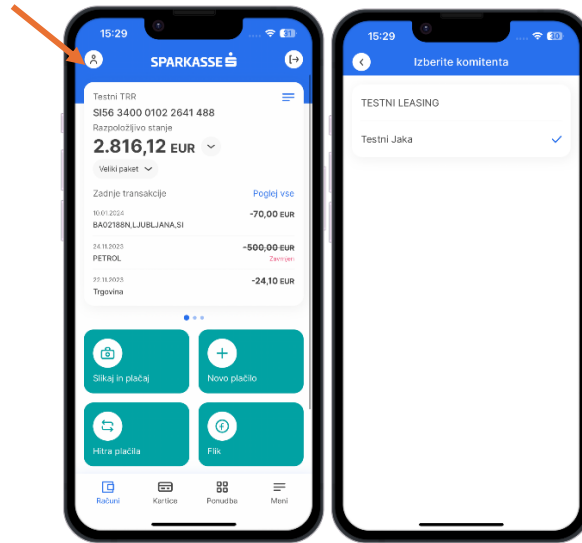 15:29
31
SPARKASSE
Testni TRR
SI56 3400 0102 2641 488
Razpoložljivo stanje
2.816,12 EUR
Veliki paket
Zadnje transakcije
Poglej vse
10.01.2024
-70,00 EUR
BA02188N,LJUBLJANA,SI
24.11.2023
-500,00 EUR
PETROL
Zavrnjen
22.11.2023
-24,10 EUR
Trgovina
Slikaj in plačaj
Novo plačilo
Hitra plačila
Flik
Računi
Kartice
Ponudbe
Meni
15:29
30
Izberite komitenta
TESTNI LEASING
Testni Jaka